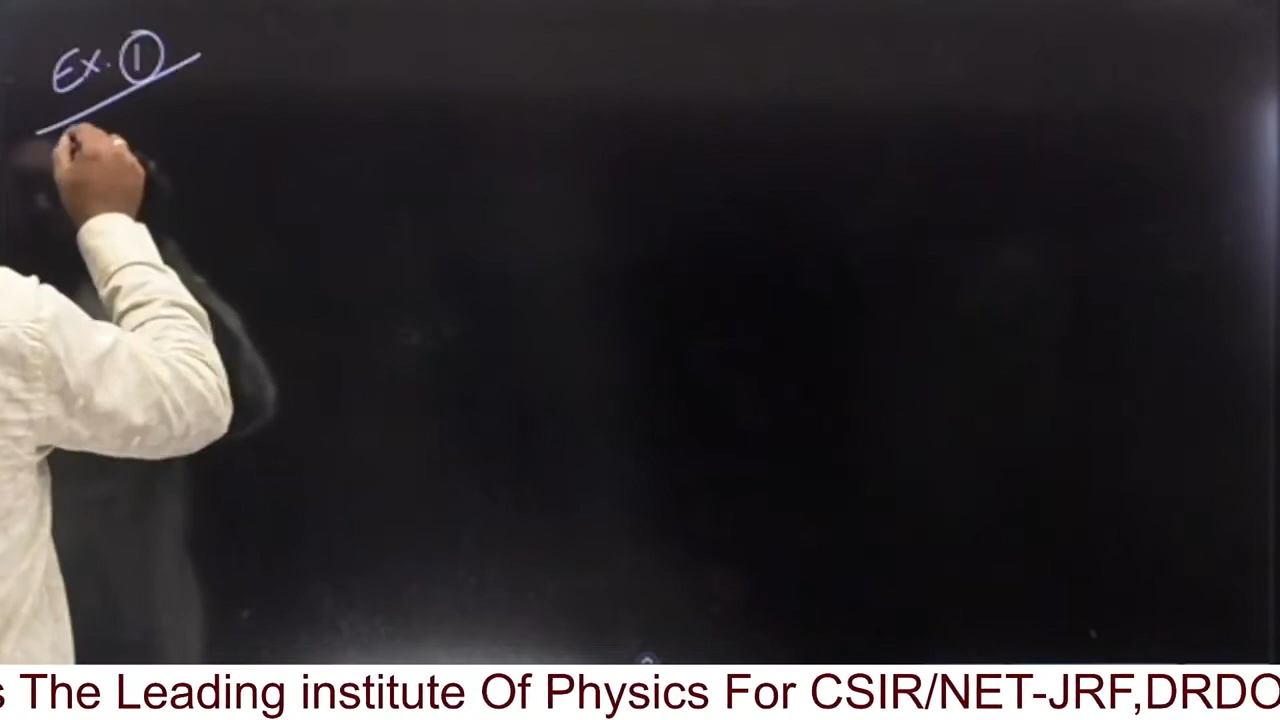 Ex. 1
s The Leading institute Of Physics For CSIR/NET-JRF,DRDO